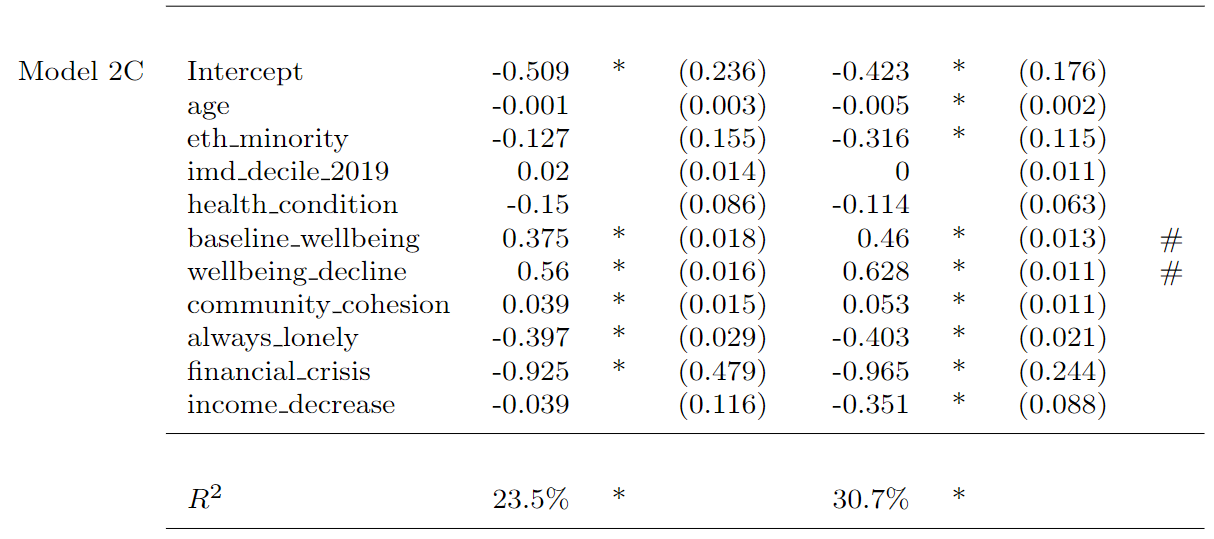 Model 2C Intercept -0.509 * (0.236) -0.423 * (0.176)
age -0.001 (0.003) -0.005 * (0.002)
eth_minority -0.127 (0.155) -0.316 * (0.115)
imd_decile_2019 0.02 (0.014) 0 (0.011)
health_condition -0.15 (0.086) -0.114 (0.063)
baseline_wellbeing 0.375 * (0.018) 0.46 * (0.013) #
wellbeing_decline 0.56 * (0.016) 0.628 * (0.011) #
community_cohesion 0.039 * (0.015) 0.053 * (0.011)
always_lonely -0.397 * (0.029) -0.403 * (0.021)
financial_crisis -0.925 * (0.479) -0.965 * (0.244)
income_decrease -0.039 (0.116) -0.351 * (0.088)
R² 23.5% * 30.7% *